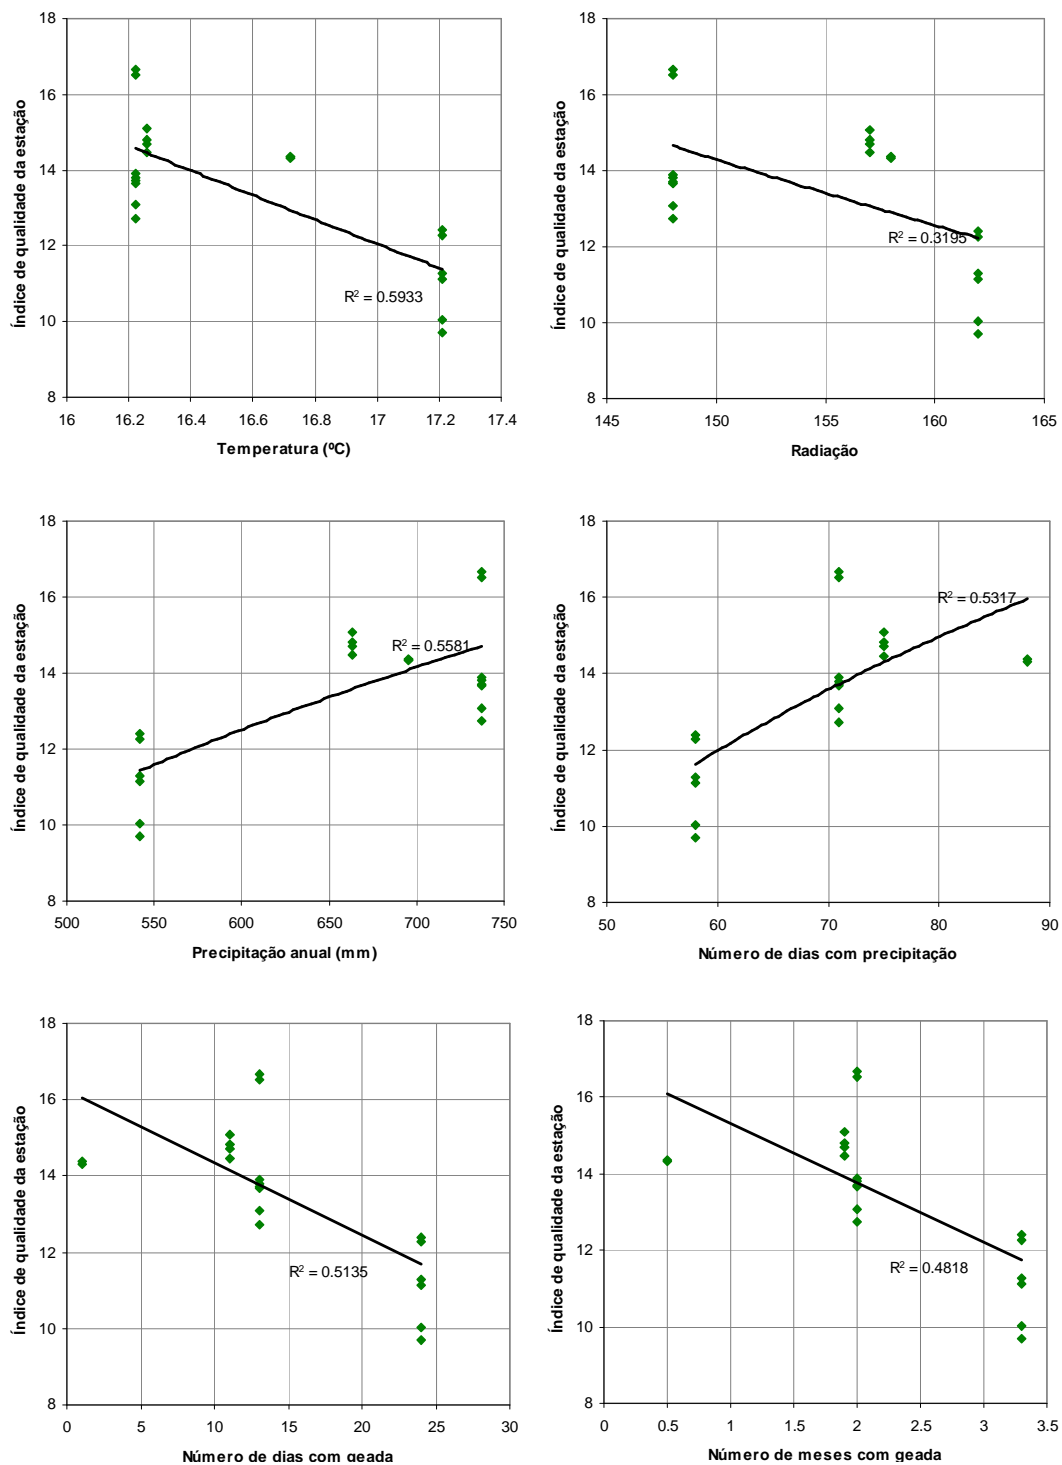 18
16
14
12
10
8
Índice de qualidade da estação
R² = 0.5933
16 16.2 16.4 16.6 16.8 17 17.2 17.4
Temperatura (ºC)
18
16
14
12
10
8
Índice de qualidade da estação
R² = 0.3195
145 150 155 160 165
Radiação
18
16
14
12
10
8
Índice de qualidade da estação
R² = 0.5581
500 550 600 650 700 750
Precipitação anual (mm)
18
16
14
12
10
8
Índice de qualidade da estação
R² = 0.5317
50 60 70 80 90
Número de dias com precipitação
18
16
14
12
10
8
Índice de qualidade da estação
R² = 0.5135
0 5 10 15 20 25 30
Número de dias com geada
18
16
14
12
10
8
Índice de qualidade da estação
R² = 0.4818
0 0.5 1 1.5 2 2.5 3 3.5
Número de meses com geada